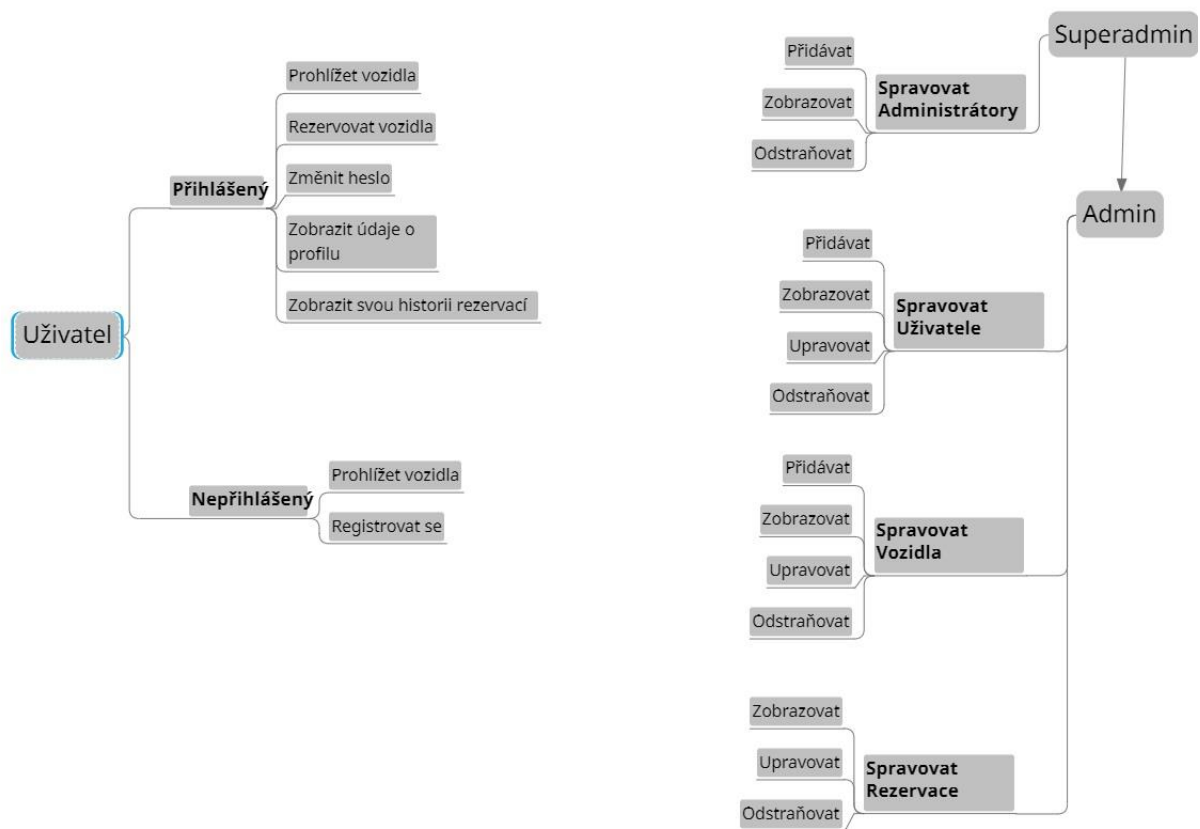 Uživatel
Přihlášený
Prohlížet vozidla
Rezervovat vozidla
Změnit heslo
Zobrazit údaje o
profilu
Zobrazit svou historii rezervací
Nepřihlášený
Prohlížet vozidla
Registrovat se
Superadmin
Spravovat
Administrátory
Přidávat
Zobrazovat
Odstraňovat
Admin
Spravovat
Uživatele
Přidávat
Zobrazovat
Upravovat
Odstraňovat
Spravovat
Vozidla
Přidávat
Zobrazovat
Upravovat
Odstraňovat
Spravovat
Rezervace
Zobrazovat
Upravovat
Odstraňovat